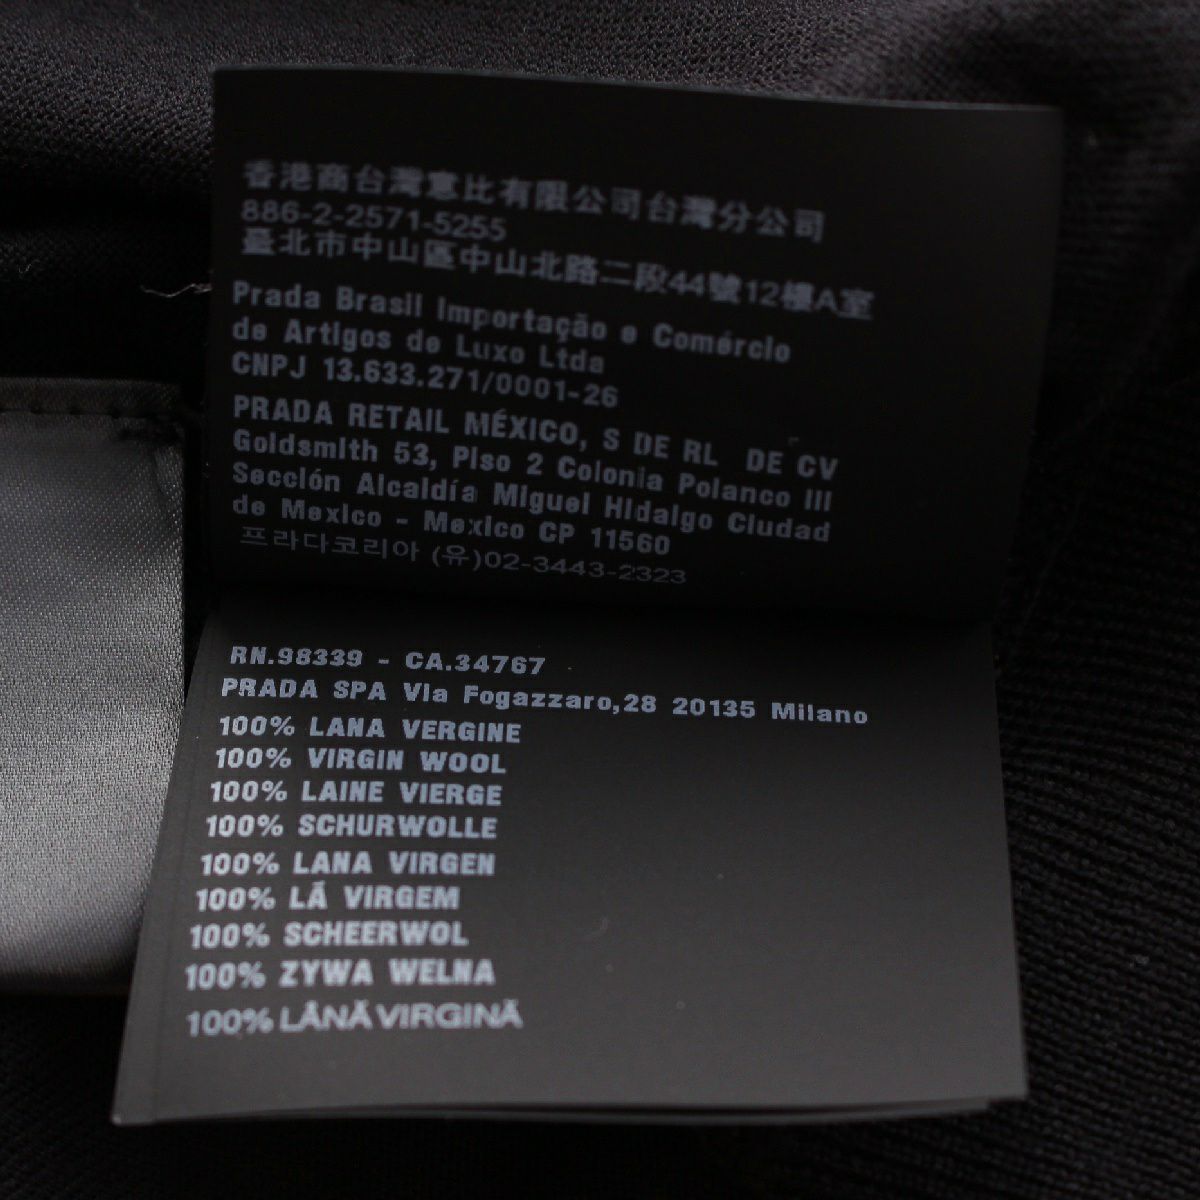 香港商台灣意比有限公司台灣分公司
886-2-2571-5255
臺北市中山區中山北路二段44號12樓A室
Prada Brasil Importação e Comércio
de Artigos de Luxo Ltda
CNPJ 13.633.271/0001-26
PRADA RETAIL MÉXICO, S DE RL DE CV
Goldsmith 53, Piso 2 Colonia Polanco III
Sección Alcaldía Miguel Hidalgo Ciudad
de Mexico - Mexico CP 11560
프라다코리아 (유)02-3443-2323
RN.98339 - CA.34767
PRADA SPA Via Fogazzaro,28 20135 Milano
100% LANA VERGINE
100% VIRGIN WOOL
100% LAINE VIERGE
100% SCHURWOLLE
100% LANA VIRGEN
100% LÃ VIRGEM
100% SCHEERWOL
100% ZYWA WELNA
100% LÂNĂ VIRGINĂ